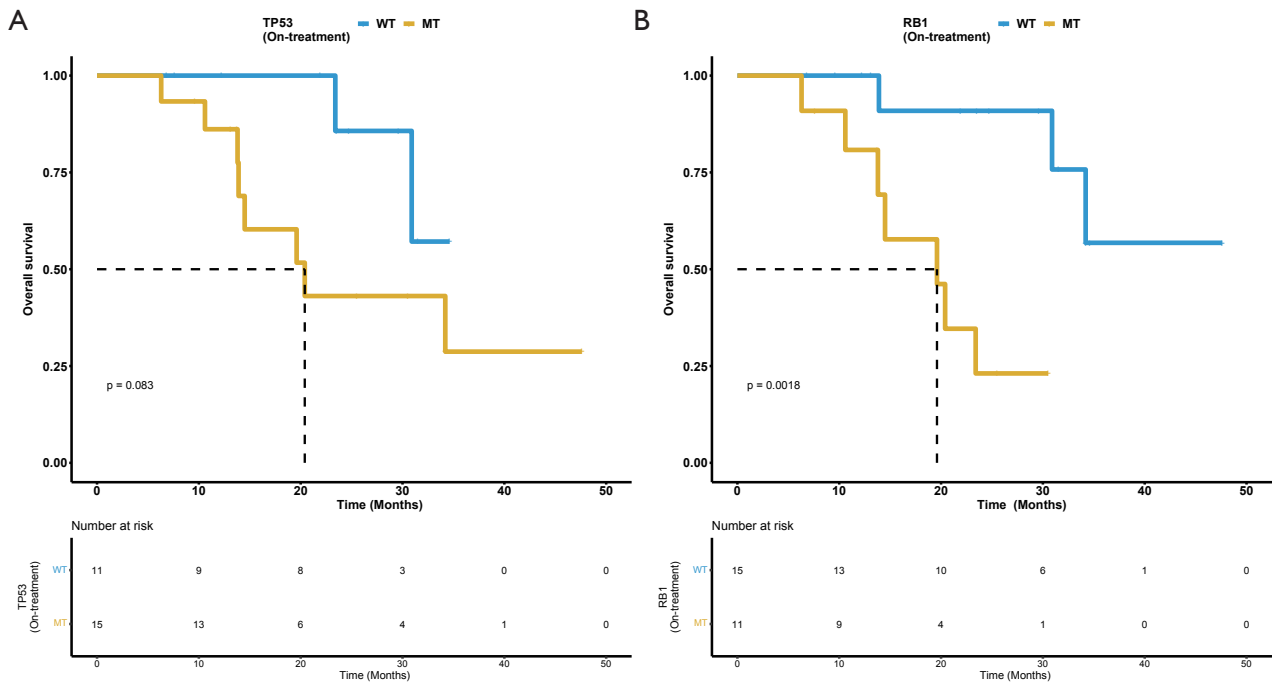 A
TP53
(On-treatment)
WT MT
1.00
0.75
0.50
0.25
0.00
Overall survival
p = 0.083
0 10 20 30 40 50
Time (Months)
Number at risk
TP53
(On-treatment)
WT 11 9 8 3 0 0
MT 15 13 6 4 1 0
0 10 20 30 40 50
Time (Months)
B
RB1
(On-treatment)
WT MT
1.00
0.75
0.50
0.25
0.00
Overall survival
p = 0.0018
0 10 20 30 40 50
Time (Months)
Number at risk
RB1
(On-treatment)
WT 15 13 10 6 1 0
MT 11 9 4 1 0 0
0 10 20 30 40 50
Time (Months)